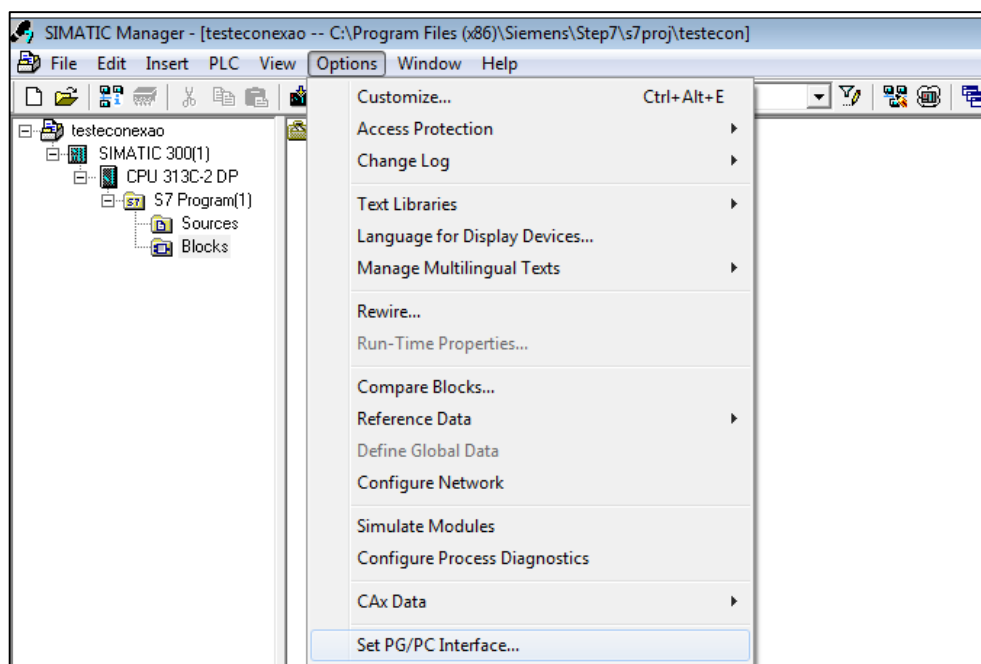 SIMATIC Manager - [testeconexao -- C:\Program Files (x86)\Siemens\Step7\s7proj\testecon]
File Edit Insert PLC View Options Window Help
testeconexao
SIMATIC 300(1)
CPU 313C-2 DP
S7 Program(1)
Sources
Blocks
Customize... Ctrl+Alt+E
Access Protection
Change Log
Text Libraries
Language for Display Devices...
Manage Multilingual Texts
Rewire...
Run-Time Properties...
Compare Blocks...
Reference Data
Define Global Data
Configure Network
Simulate Modules
Configure Process Diagnostics
CAx Data
Set PG/PC Interface...